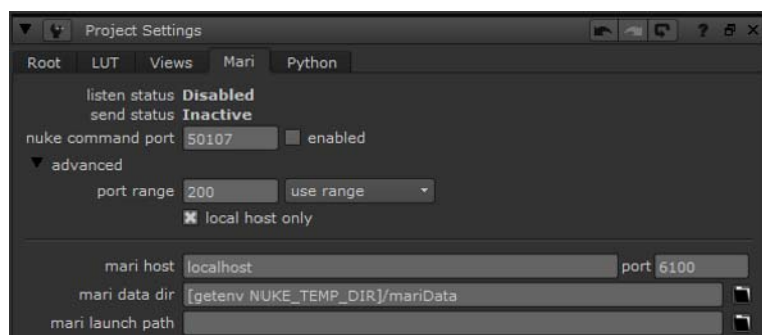 Project Settings ?
Root LUT Views Mari Python
listen status Disabled
send status Inactive
nuke command port 50107 enabled
advanced
port range 200 use range
local host only
mari host localhost port 6100
mari data dir [getenv NUKE_TEMP_DIR]/mariData
mari launch path